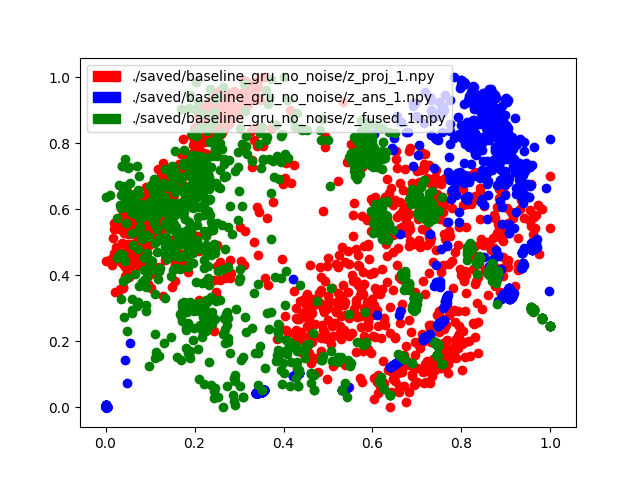 ./saved/baseline_gru_no_noise/z_proj_1.npy
./saved/baseline_gru_no_noise/z_ans_1.npy
./saved/baseline_gru_no_noise/z_fused_1.npy
1.0
0.8
0.6
0.4
0.2
0.0
0.0 0.2 0.4 0.6 0.8 1.0